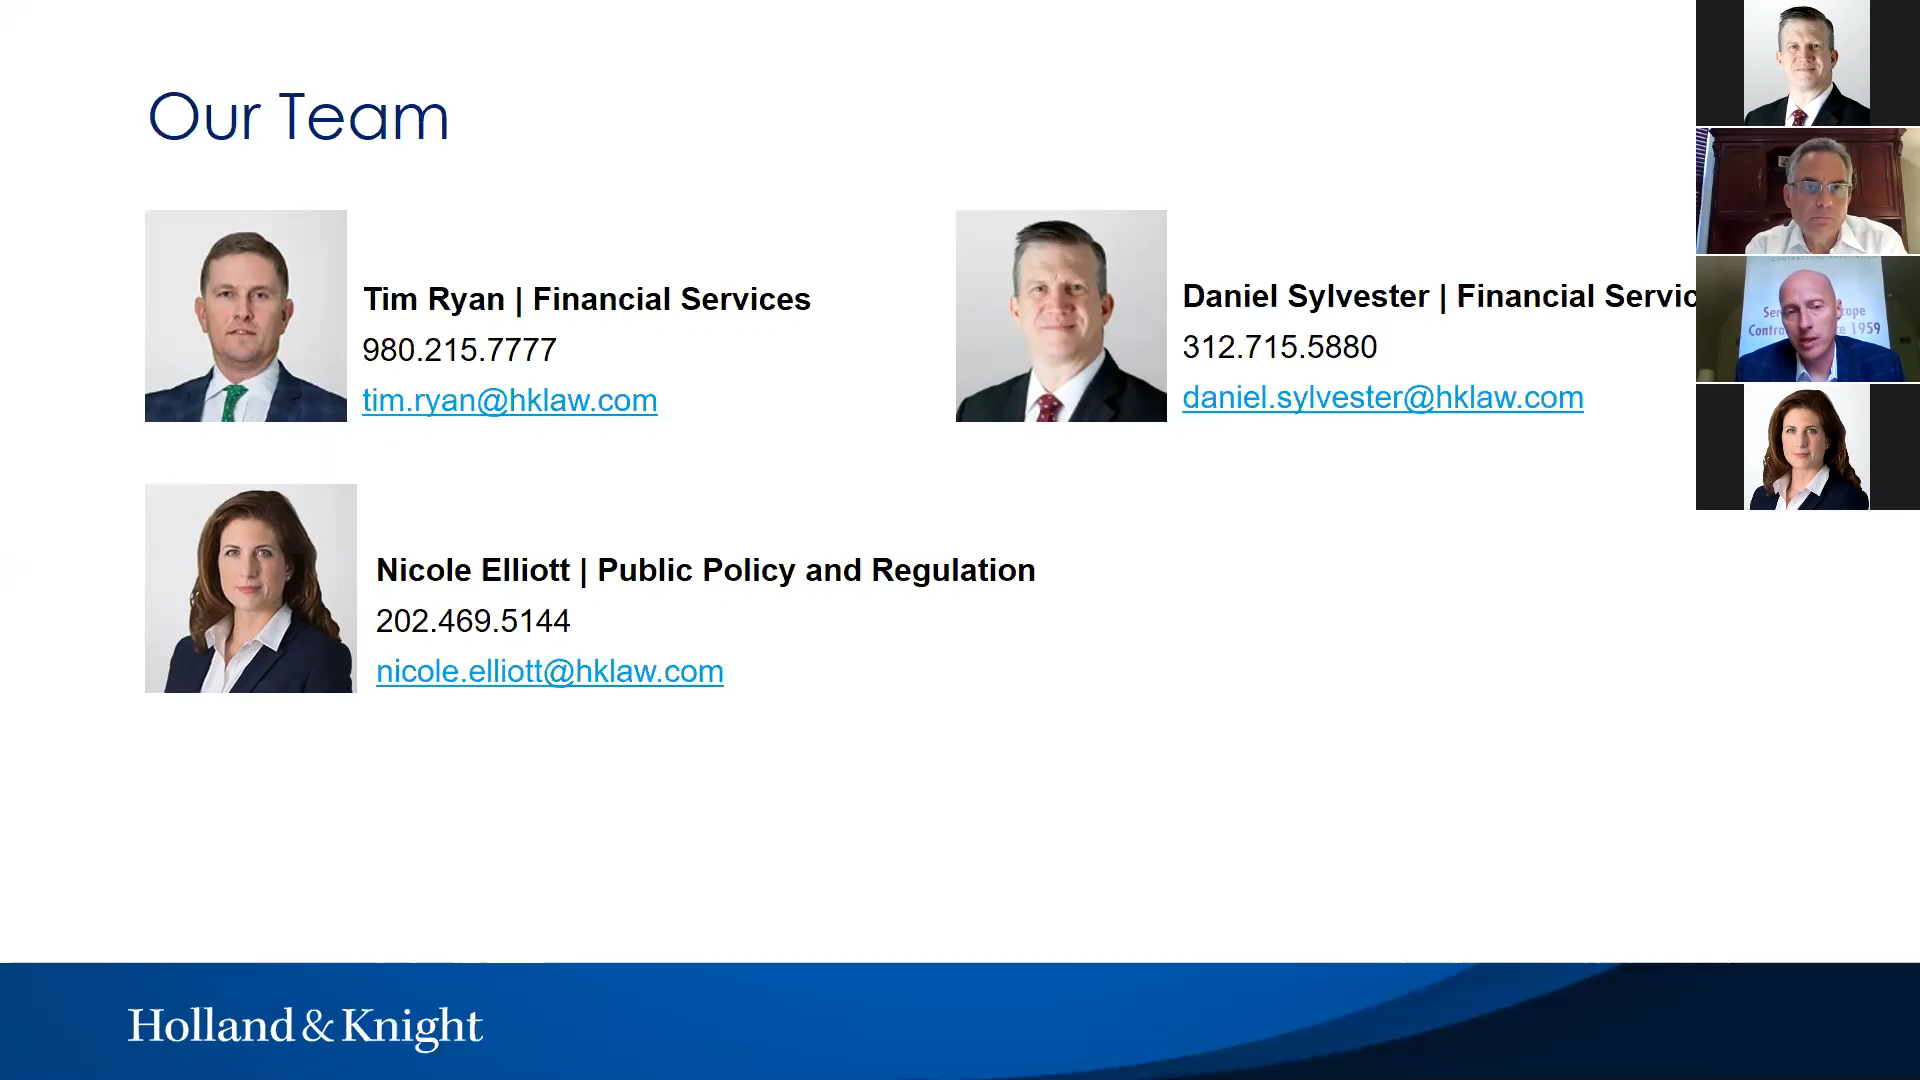 Our Team
Tim Ryan | Financial Services
980.215.7777
tim.ryan@hklaw.com
Daniel Sylvester | Financial Servic
312.715.5880
daniel.sylvester@hklaw.com
Nicole Elliott | Public Policy and Regulation
202.469.5144
nicole.elliott@hklaw.com
Holland & Knight
1959